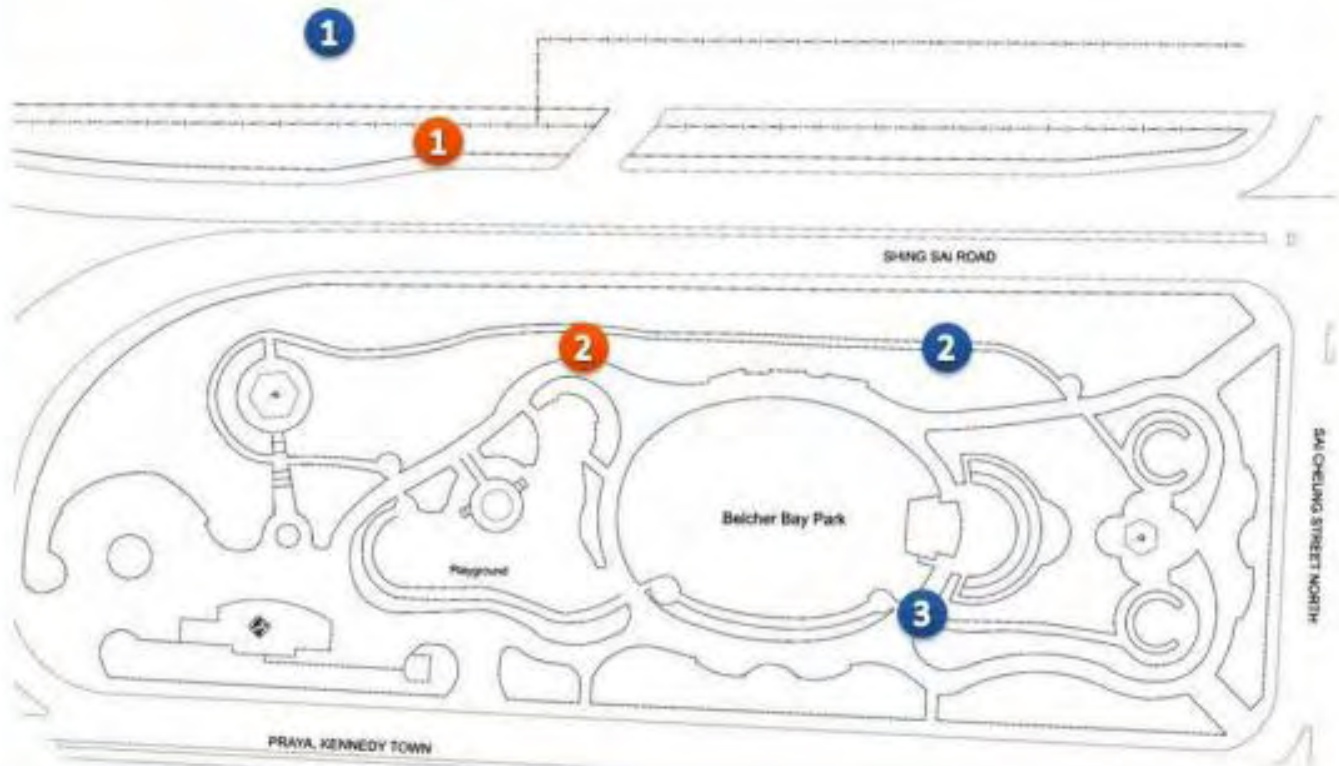 1
1
SHING SAI ROAD
2
2
SAI CHEUNG STREET NORTH
Belcher Bay Park
Playground
3
PRAYA, KENNEDY TOWN